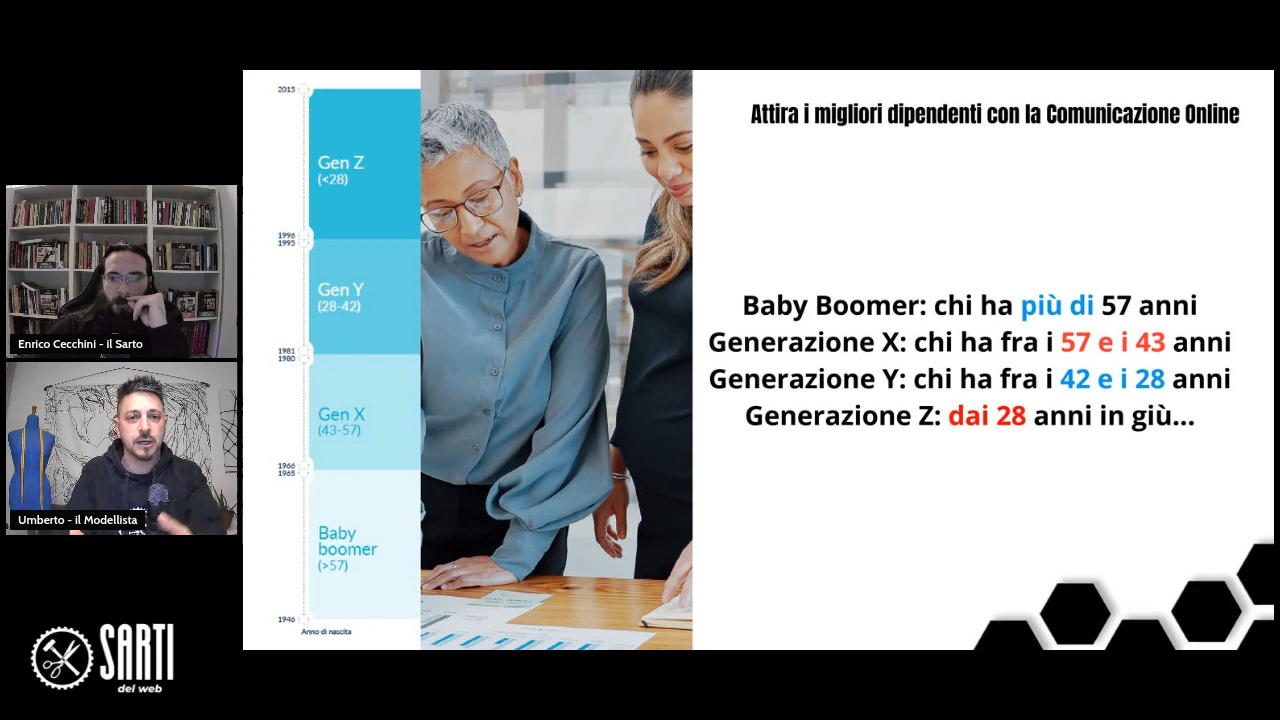 Attira i migliori dipendenti con la Comunicazione Online
2015
Gen Z
(<28)
1996
1995
Gen Y
(28-42)
1981
1980
Gen X
(43-57)
1966
1965
Baby
boomer
(>57)
1946
Anno di nascita
Baby Boomer: chi ha più di 57 anni
Generazione X: chi ha fra i 57 e i 43 anni
Generazione Y: chi ha fra i 42 e i 28 anni
Generazione Z: dai 28 anni in giù...
Enrico Cecchini - il Sarto
Umberto - il Modellista
SARTI
del web